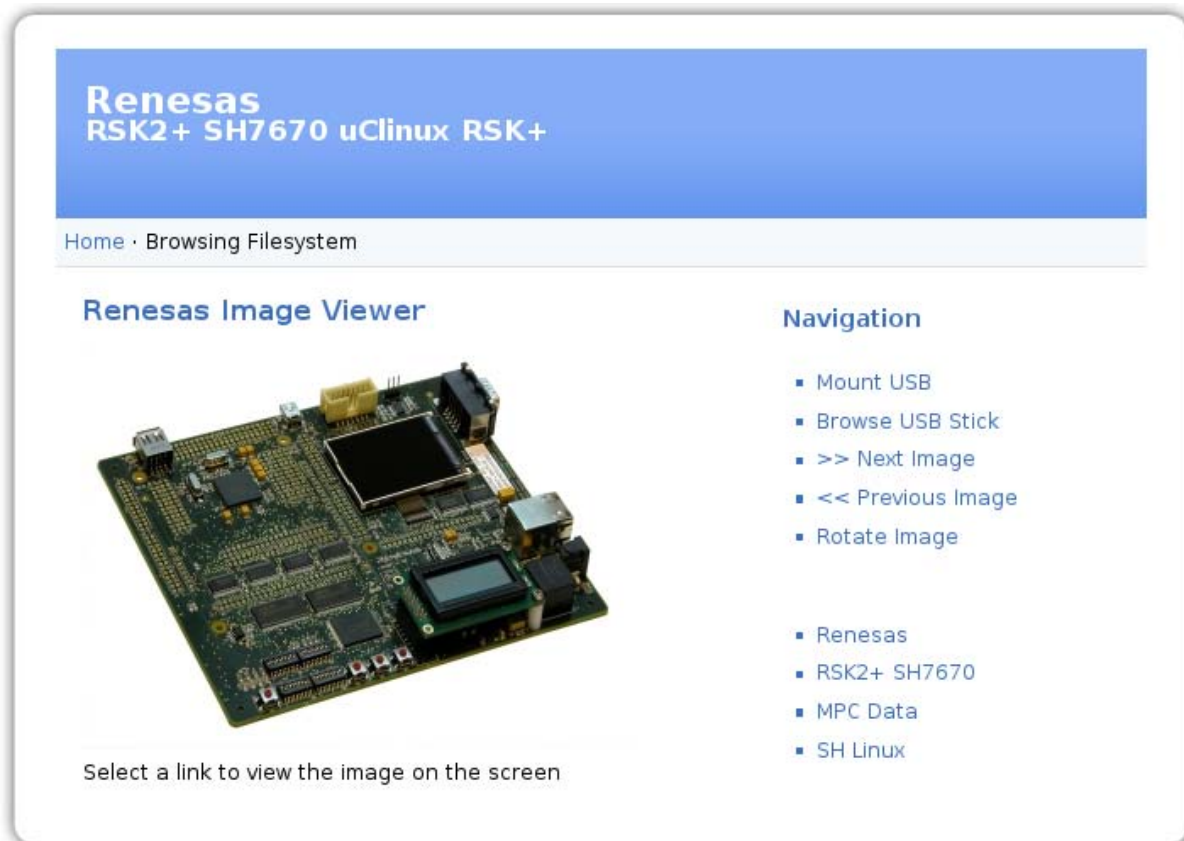 Renesas
RSK2+ SH7670 uClinux RSK+
Home · Browsing Filesystem
Renesas Image Viewer
Select a link to view the image on the screen
Navigation
Mount USB
Browse USB Stick
>> Next Image
<< Previous Image
Rotate Image
Renesas
RSK2+ SH7670
MPC Data
SH Linux